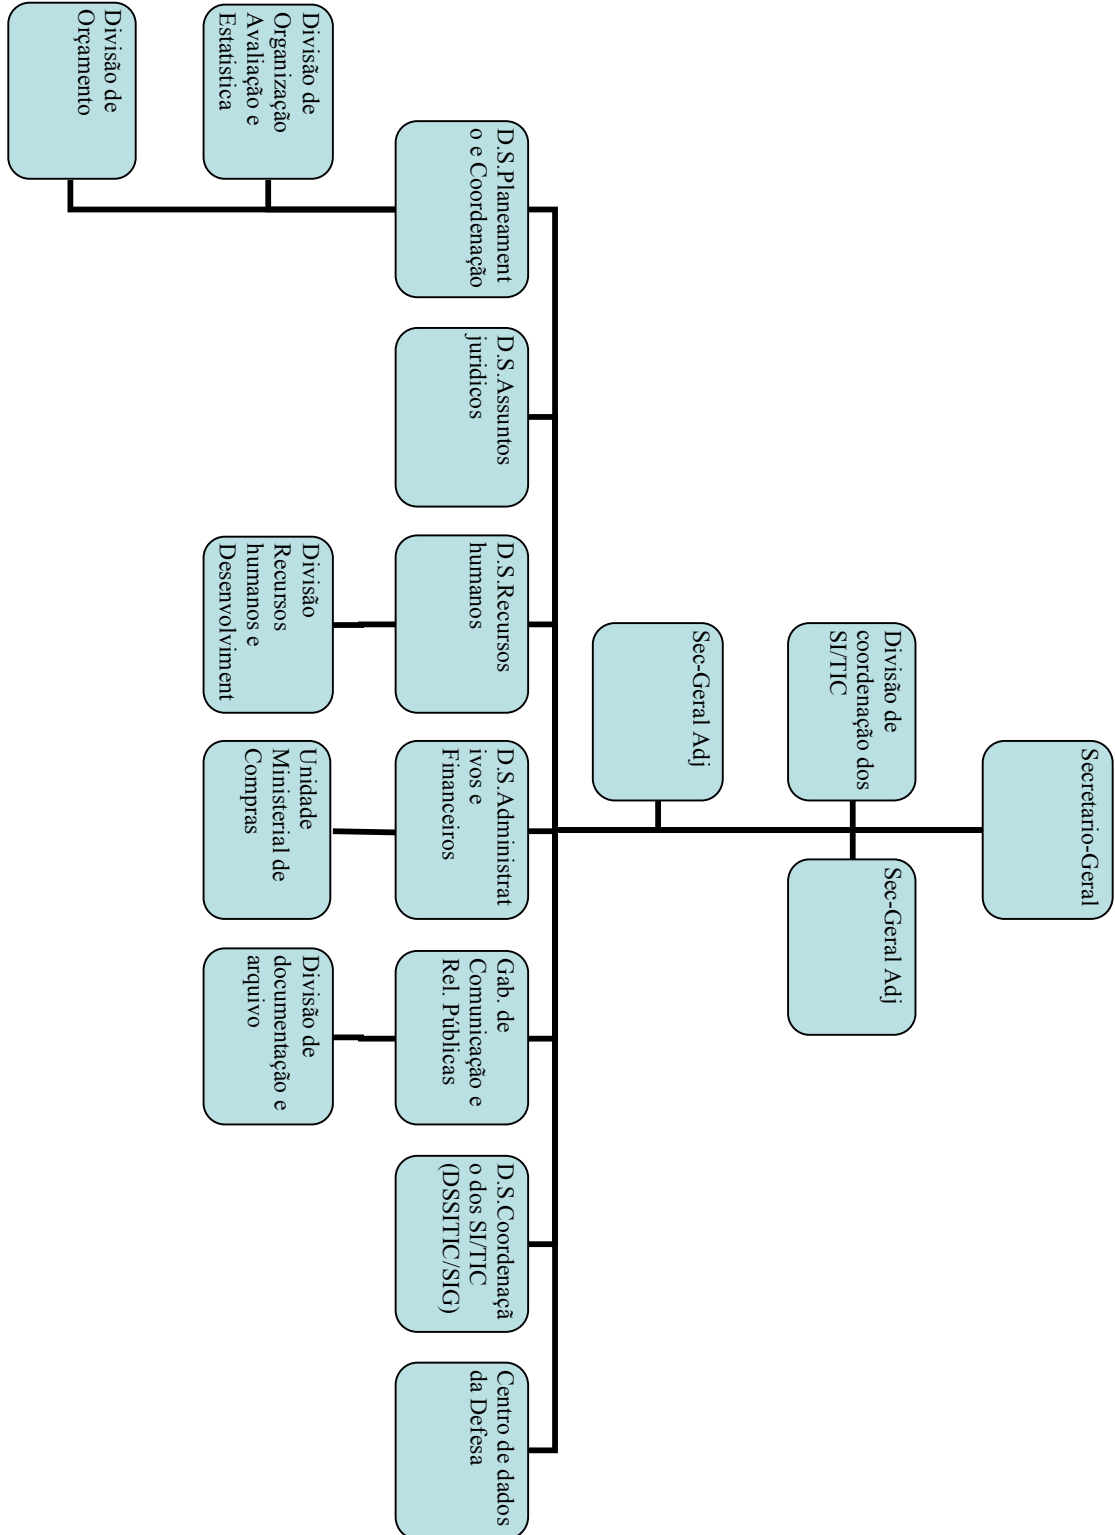 Secretario-Geral
Divisão de
coordenação dos
SI/TIC
Sec-Geral Adj
Sec-Geral Adj
D.S.Planeament
o e Coordenação
D.S.Assuntos
juridicos
D.S.Recursos
humanos
D.S.Administrat
ivos e
Financeiros
Gab. de
Comunicação e
Rel. Públicas
D.S.Coordenaçã
o dos SI/TIC
(DSSITIC/SIG)
Centro de dados
da Defesa
Divisão de
Organização
Avaliação e
Estatistica
Divisão
Recursos
humanos e
Desenvolviment
Unidade
Ministerial de
Compras
Divisão de
documentação e
arquivo
Divisão de
Orçamento